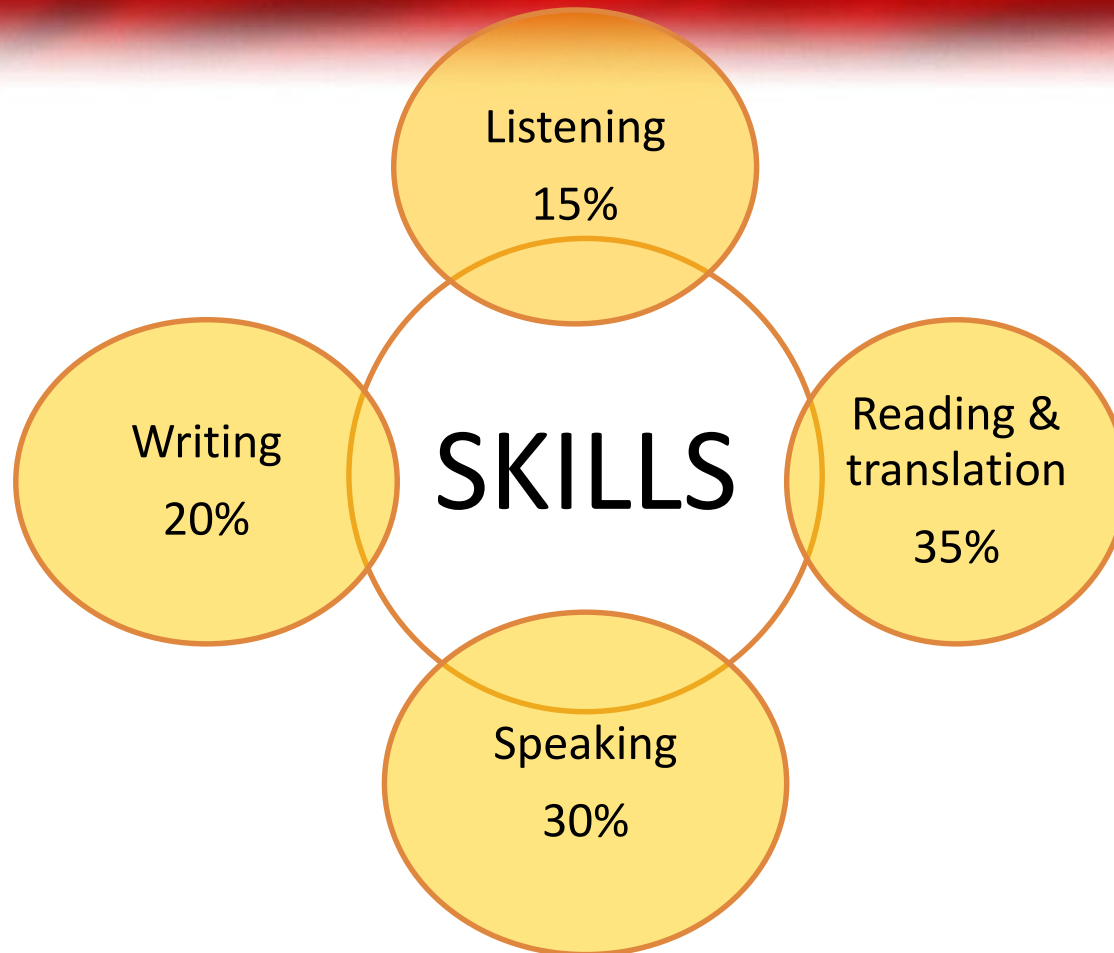 Listening
15%
Writing
20%
SKILLS
Reading &
translation
35%
Speaking
30%